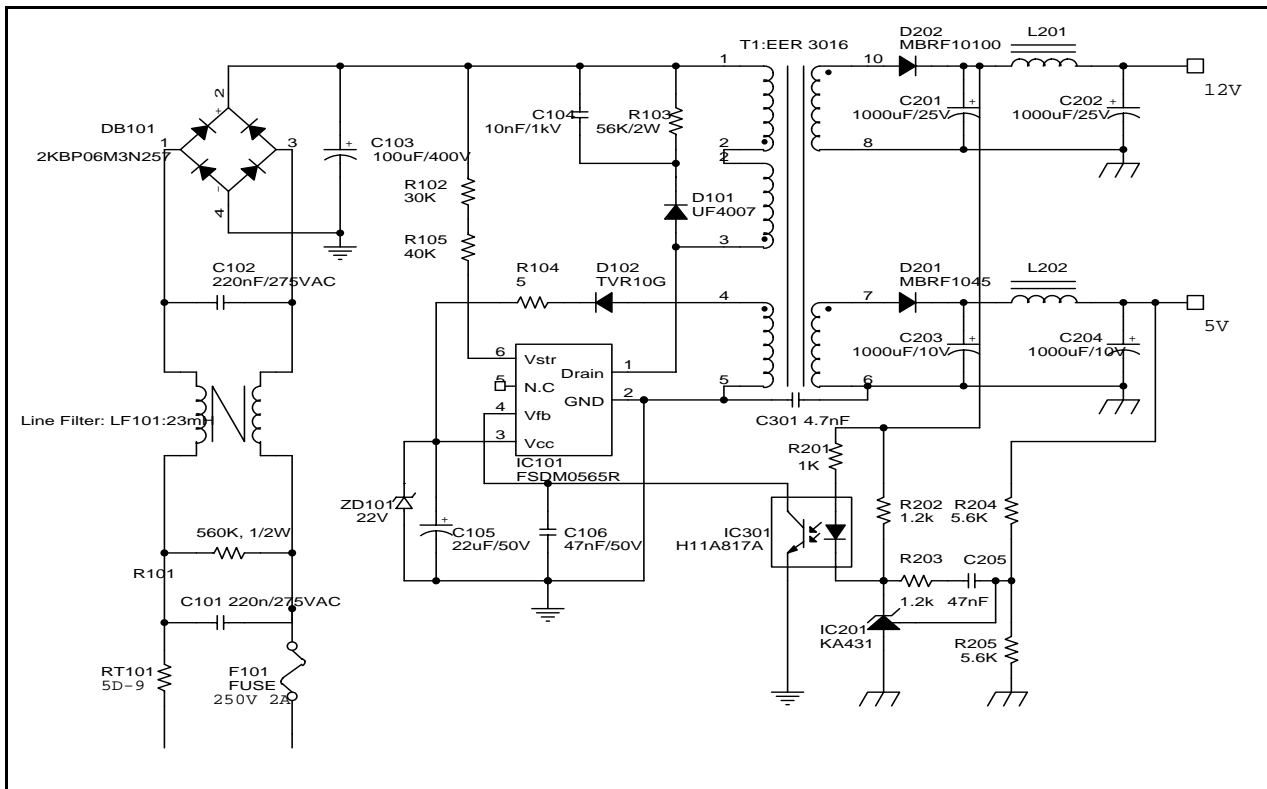 T1:EER 3016
D202
MBRF10100
L201
1
10
12V
2
C104
10nF/1kV
R103
56K/2W
C201
1000uF/25V
C202
1000uF/25V
DB101
1
3
2KBP06M3N257
C103
100uF/400V
2
8
2
R102
30K
D101
UF4007
4
R105
40K
3
C102
220nF/275VAC
R104
5
D102
TVR10G
4
7
D201
MBRF1045
L202
5V
C203
1000uF/10V
C204
1000uF/10V
6
Vstr
Drain
1
5
N.C
GND
2
5
6
4
Vfb
C301 4.7nF
3
Vcc
Line Filter: LF101:23mH
IC101
FSDM0565R
R201
1K
ZD101
22V
C105
22uF/50V
C106
47nF/50V
R202
1.2k
R204
5.6K
560K, 1/2W
IC301
H11A817A
R101
R203
1.2k
C205
47nF
C101 220n/275VAC
IC201
KA431
R205
5.6K
RT101
5D-9
F101
FUSE
250V 2A
+
-
+
+
+
+
+
+